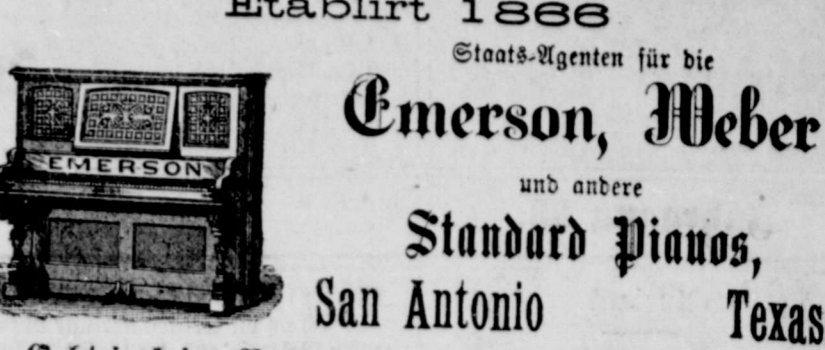 Etablirt 1866
Staats-Agenten für die
Emerson, Weber
EMERSON
und andere
Standard Pianos,
San Antonio Texas